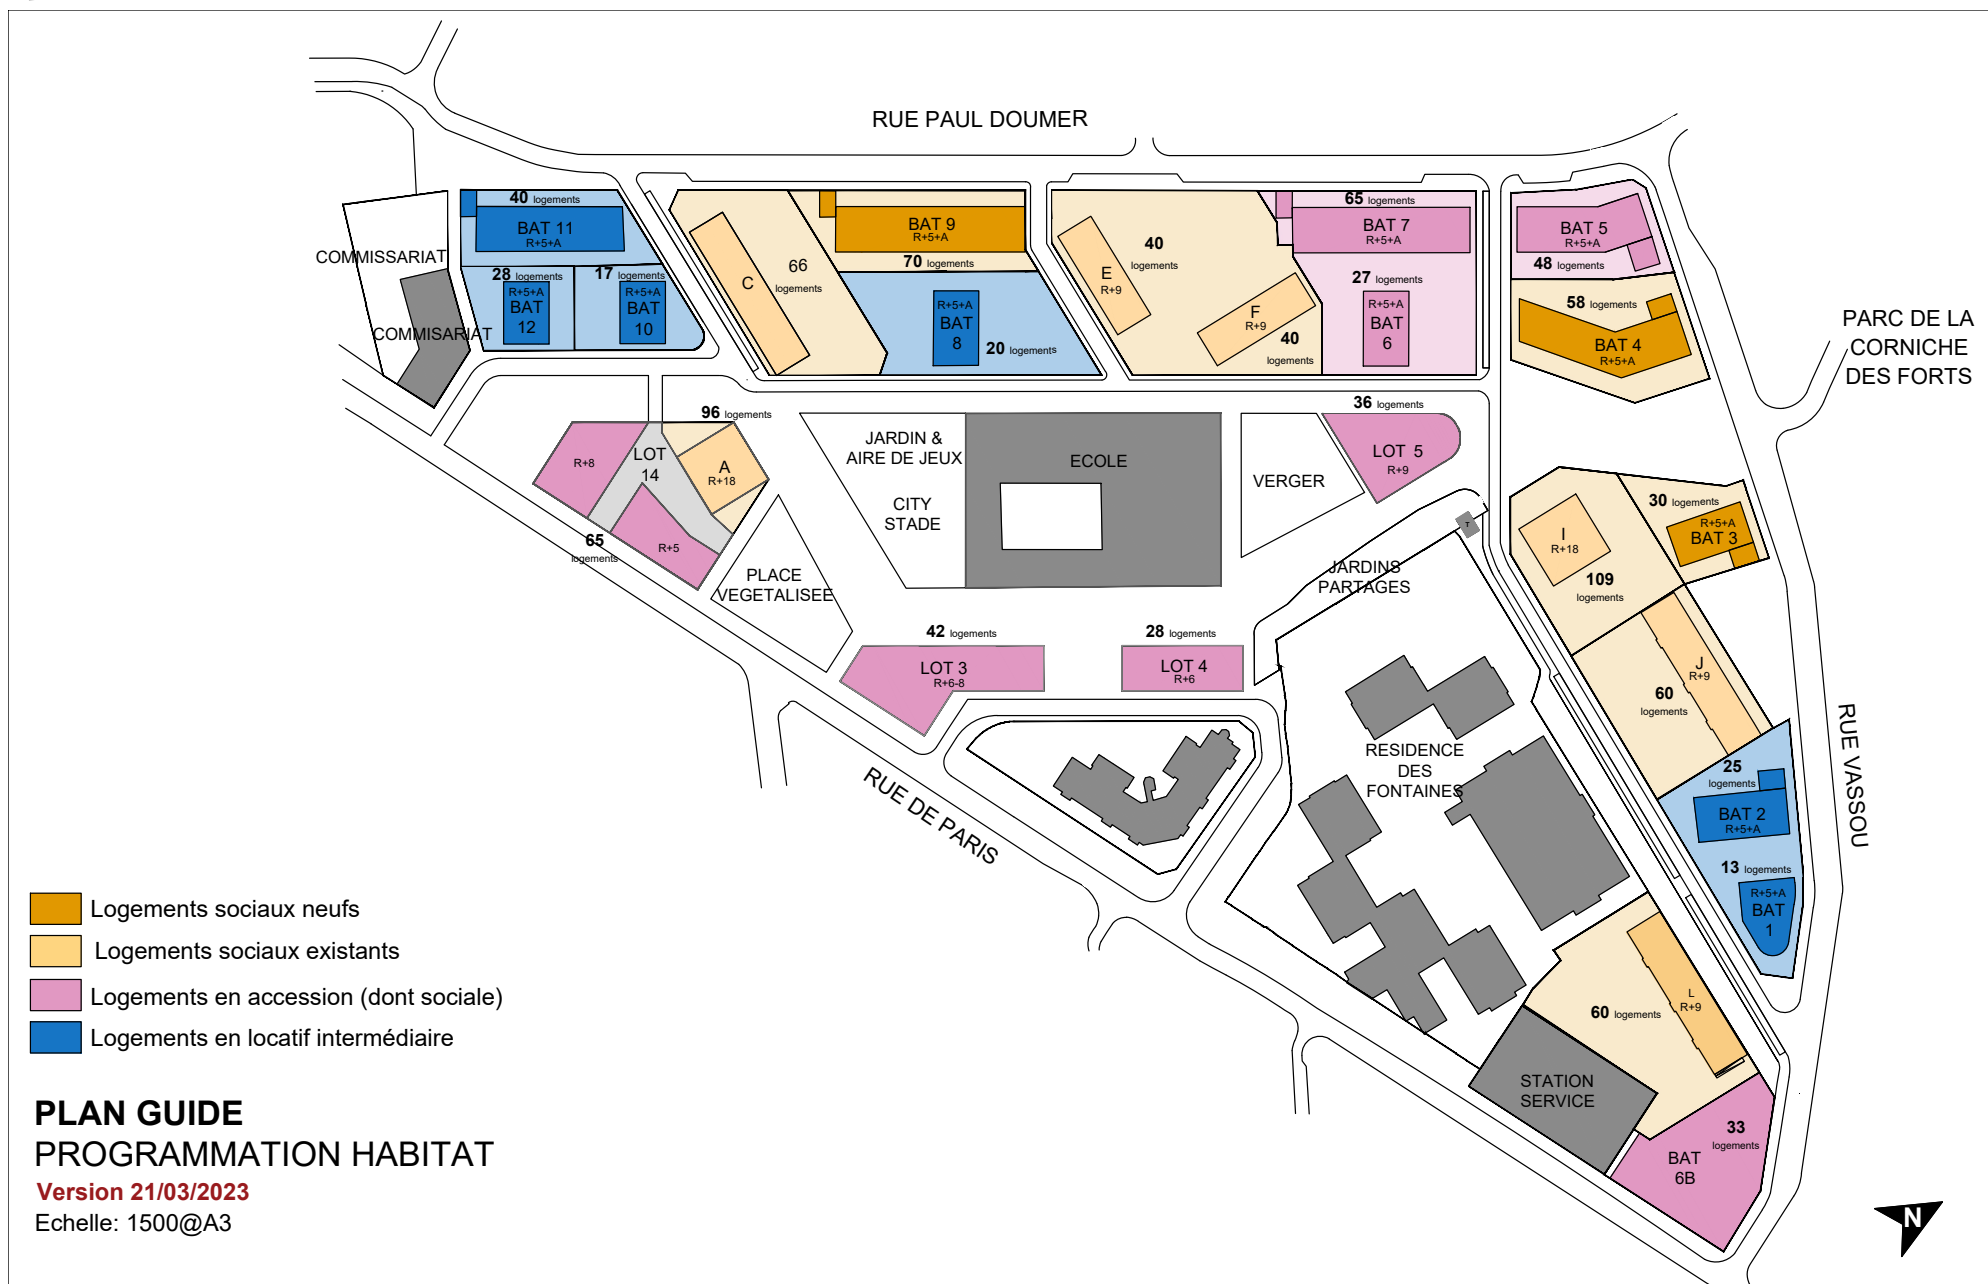 RUE PAUL DOUMER
40 logements
BAT 11
R+5+A
28 logements
R+5+A
BAT
12
17 logements
R+5+A
BAT
10
COMMISSARIAT
COMMISARIAT
C
66
logements
BAT 9
R+5+A
70 logements
R+5+A
BAT
8
20 logements
E
R+9
40
logements
F
R+9
40
logements
65 logements
BAT 7
R+5+A
27 logements
R+5+A
BAT
6
BAT 5
R+5+A
48 logements
58 logements
BAT 4
R+5+A
PARC DE LA
CORNICHE
DES FORTS
96 logements
R+8
LOT
14
A
R+18
65
logements
R+5
PLACE
VEGETALISEE
JARDIN &
AIRE DE JEUX
CITY
STADE
ECOLE
VERGER
36 logements
LOT 5
R+9
T
JARDINS
PARTAGES
I
R+18
109
logements
30 logements
R+5+A
BAT 3
42 logements
LOT 3
R+6-8
28 logements
LOT 4
R+6
J
R+9
60
logements
RUE VASSOU
RUE DE PARIS
RESIDENCE
DES
FONTAINES
25
logements
BAT 2
R+5+A
13 logements
R+5+A
BAT
1
L
R+9
60 logements
STATION
SERVICE
33
logements
BAT
6B
Logements sociaux neufs
Logements sociaux existants
Logements en accession (dont sociale)
Logements en locatif intermédiaire
PLAN GUIDE
PROGRAMMATION HABITAT
Version 21/03/2023
Echelle: 1500@A3
N